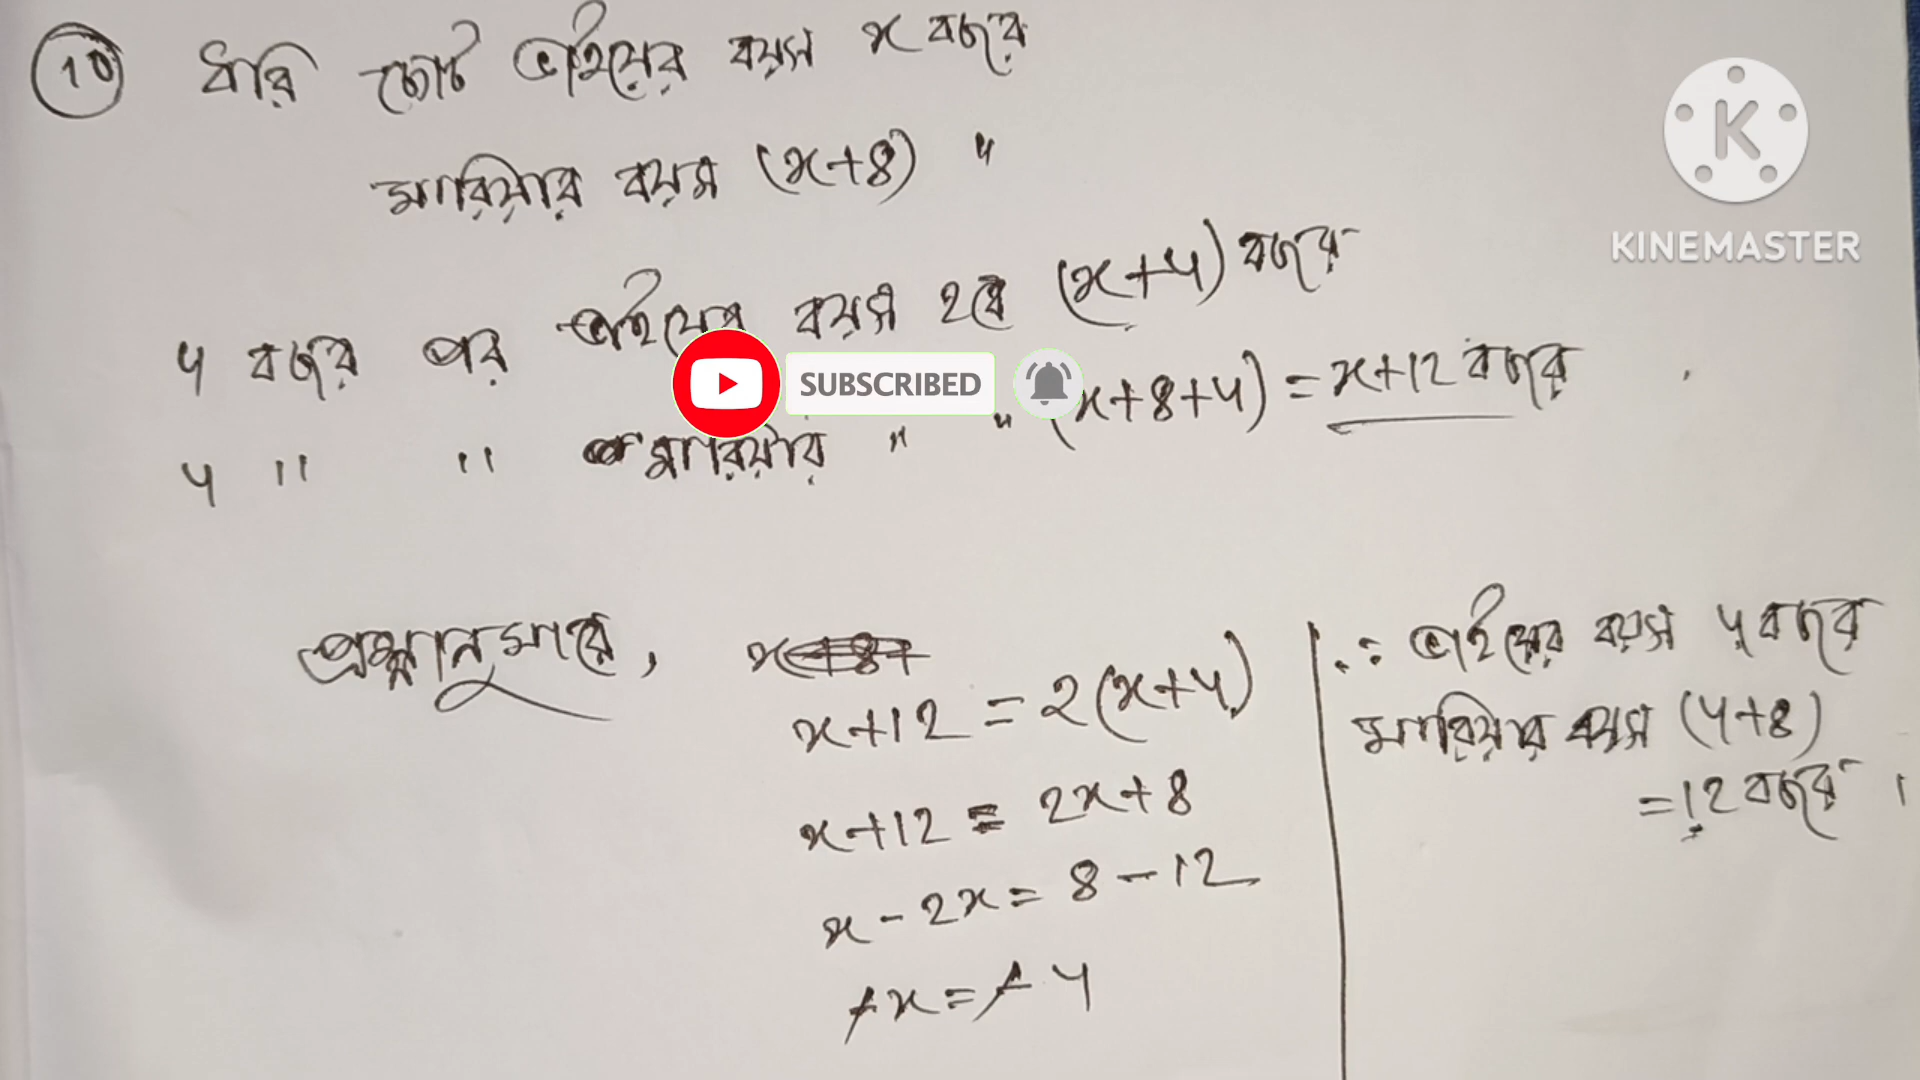 10 ধরি ছোট ভাইয়ের বয়স x বছর
মারিয়ার বয়স (x+8) "
4 বছর পর ভাইয়ের বয়স হবে (x+4) বছর
4 " " মারিয়ার " " (x+8+4) = x+12 বছর
প্রশ্নানুসারে,
x+12 = 2(x+4)
x+12 = 2x+8
x - 2x = 8 - 12
-x = -4
∴ ভাইয়ের বয়স 4 বছর
মারিয়ার বয়স (4+8)
= 12 বছর ।
K
KINEMASTER
SUBSCRIBED